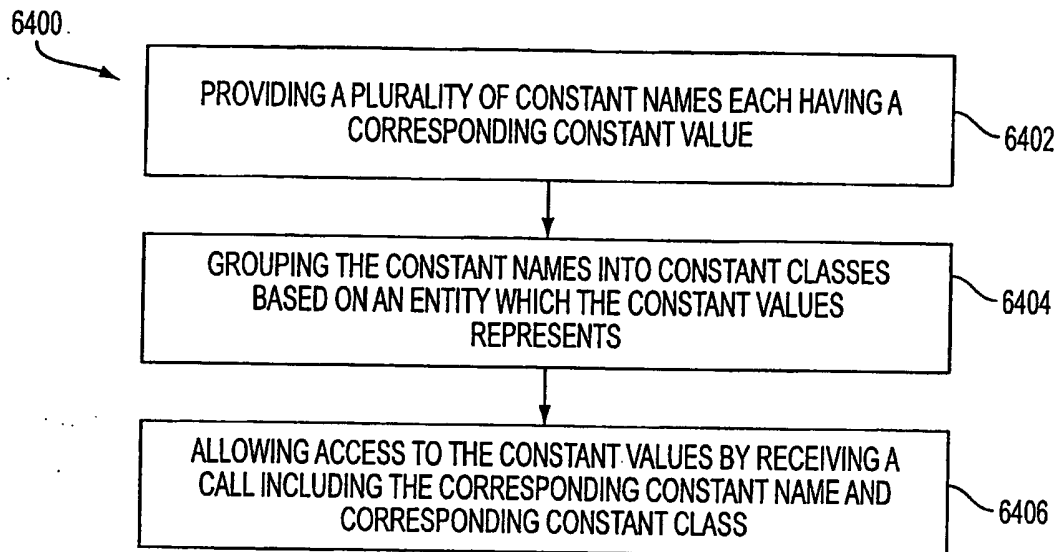 6400
PROVIDING A PLURALITY OF CONSTANT NAMES EACH HAVING A
CORRESPONDING CONSTANT VALUE
6402
GROUPING THE CONSTANT NAMES INTO CONSTANT CLASSES
BASED ON AN ENTITY WHICH THE CONSTANT VALUES
REPRESENTS
6404
ALLOWING ACCESS TO THE CONSTANT VALUES BY RECEIVING A
CALL INCLUDING THE CORRESPONDING CONSTANT NAME AND
CORRESPONDING CONSTANT CLASS
6406